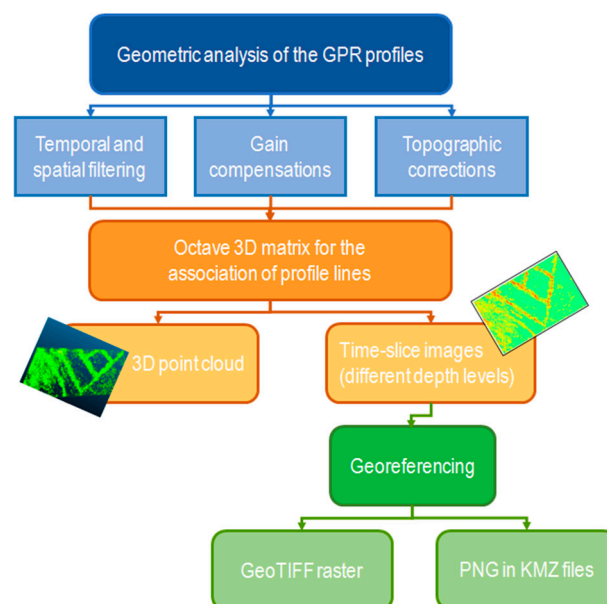 Geometric analysis of the GPR profiles
Temporal and
spatial filtering
Gain
compensations
Topographic
corrections
Octave 3D matrix for the
association of profile lines
3D point cloud
Time-slice images
(different depth levels)
Georeferencing
GeoTIFF raster
PNG in KMZ files